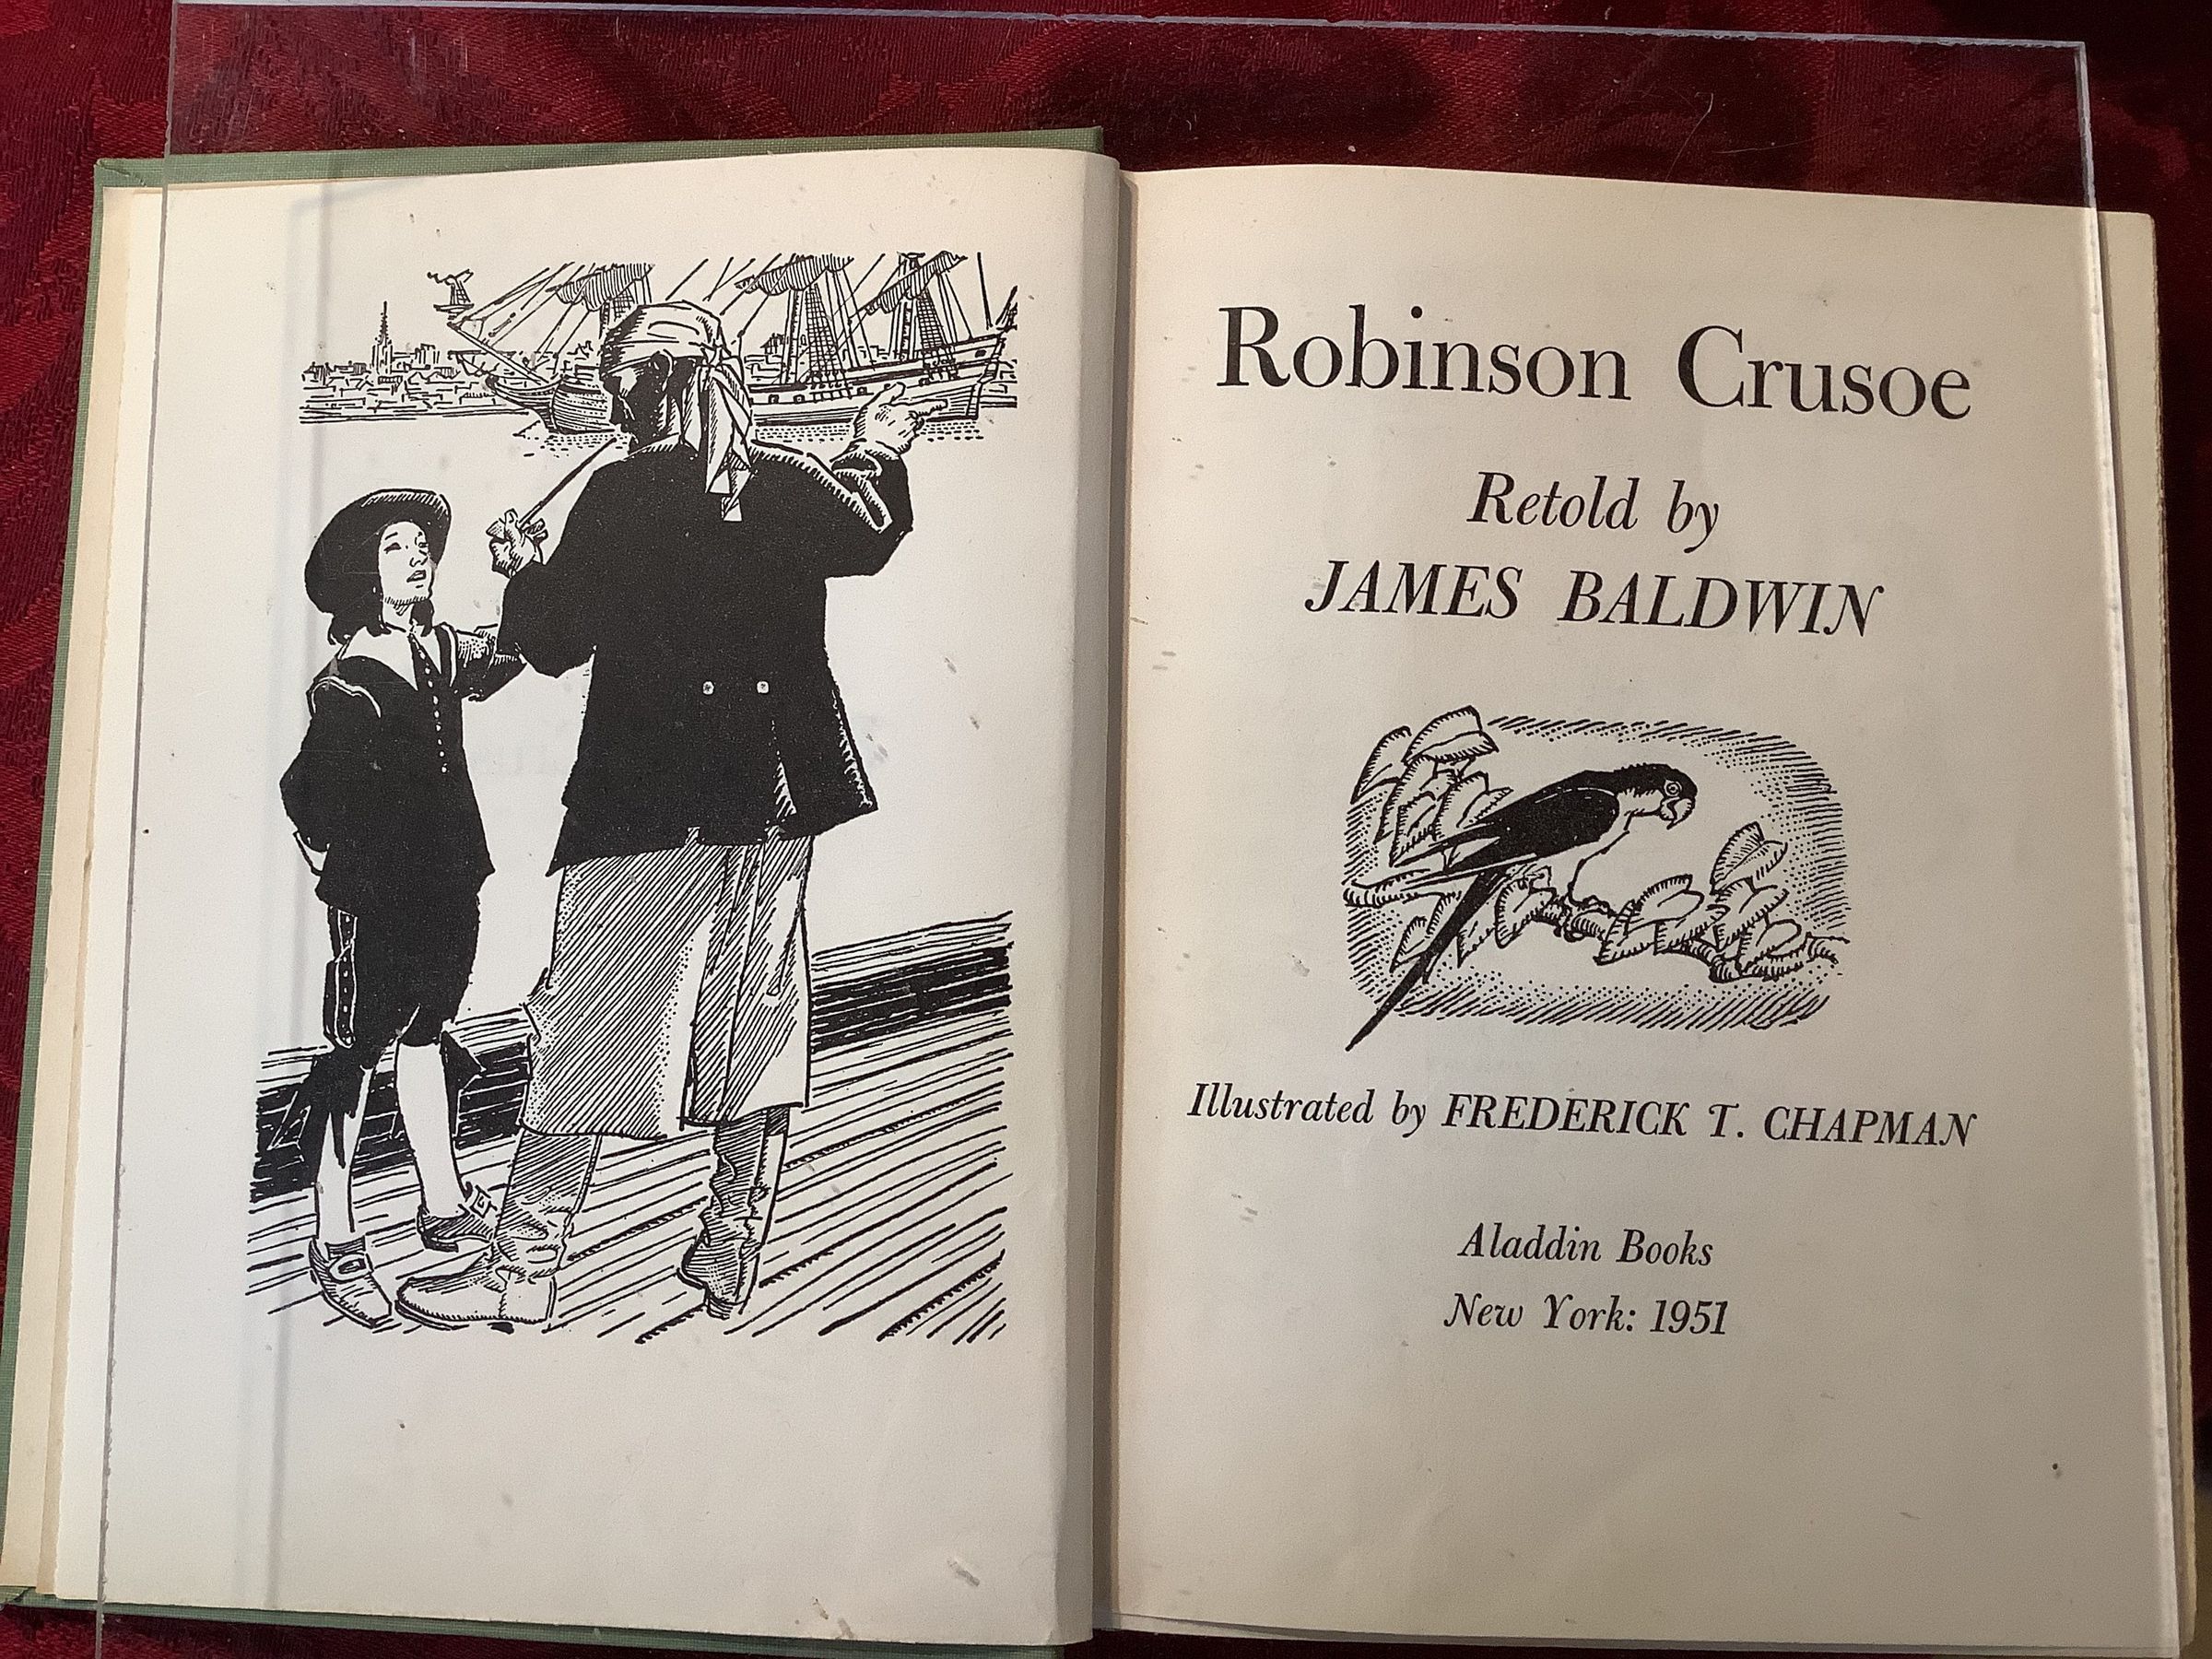 Robinson Crusoe
Retold by
JAMES BALDWIN
Illustrated by FREDERICK T. CHAPMAN
Aladdin Books
New York: 1951